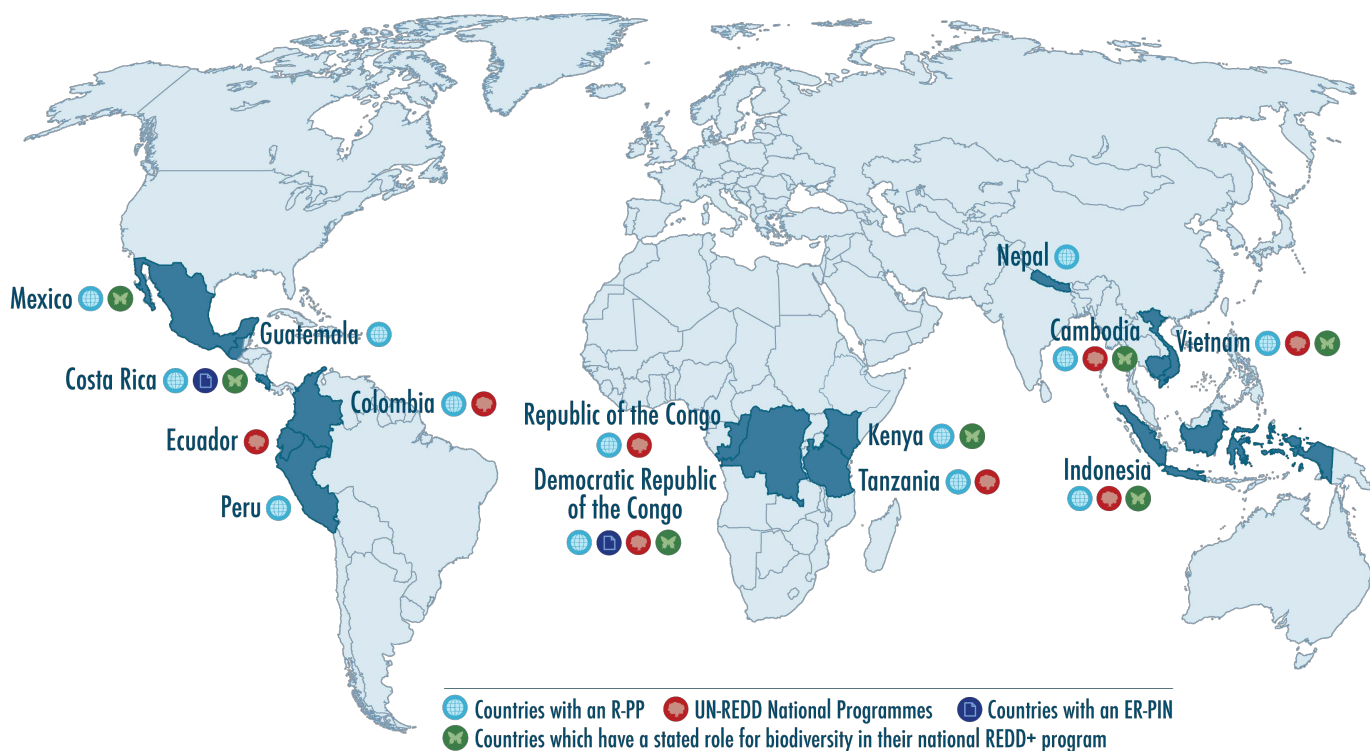 Nepal
Mexico
Guatemala
Cambodia
Vietnam
Costa Rica
Colombia
Republic of the Congo
Ecuador
Kenya
Democratic Republic
of the Congo
Tanzania
Indonesia
Peru
Countries with an R-PP
UN-REDD National Programmes
Countries with an ER-PIN
Countries which have a stated role for biodiversity in their national REDD+ program